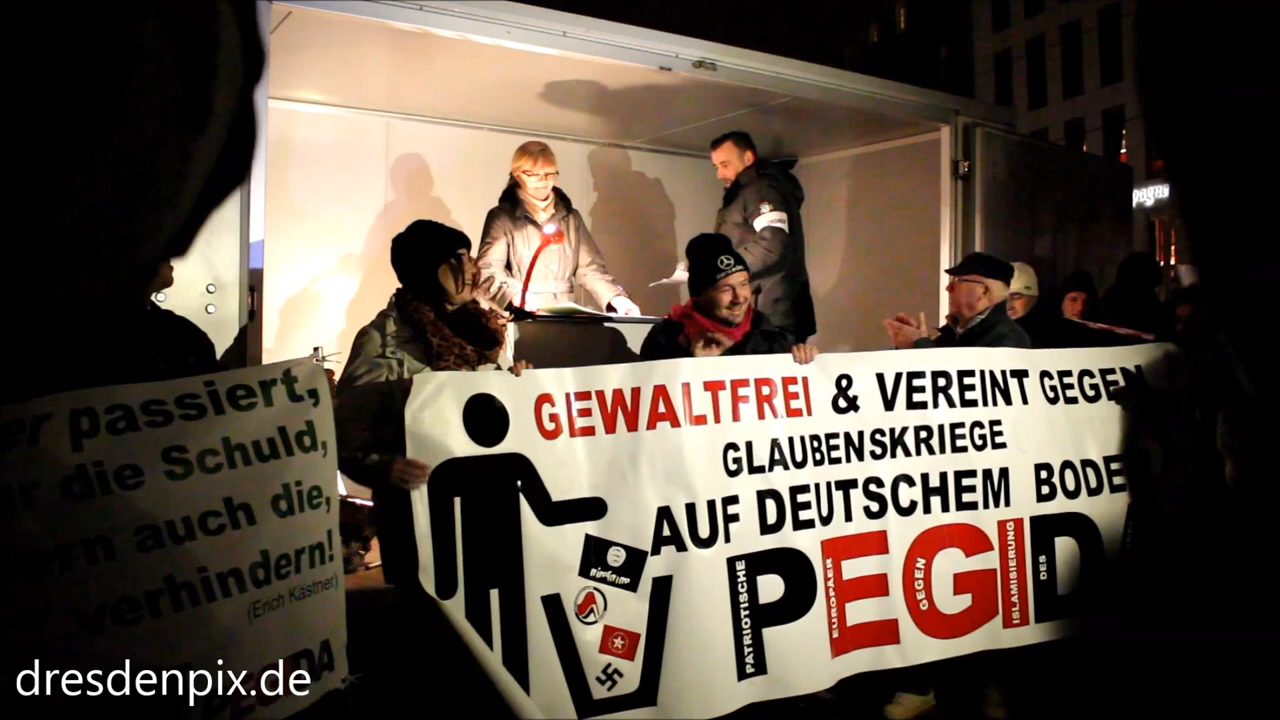 passiert,
die Schuld,
auch die,
verhindern!
(Erich Kästner)
GEWALTFREI & VEREINT GEGEN
GLAUBENSKRIEGE
AUF DEUTSCHEM BODE
PEGID
PATRIOTISCHE
EUROPÄER
GEGEN
ISLAMISIERUNG
DES
dresdenpix.de